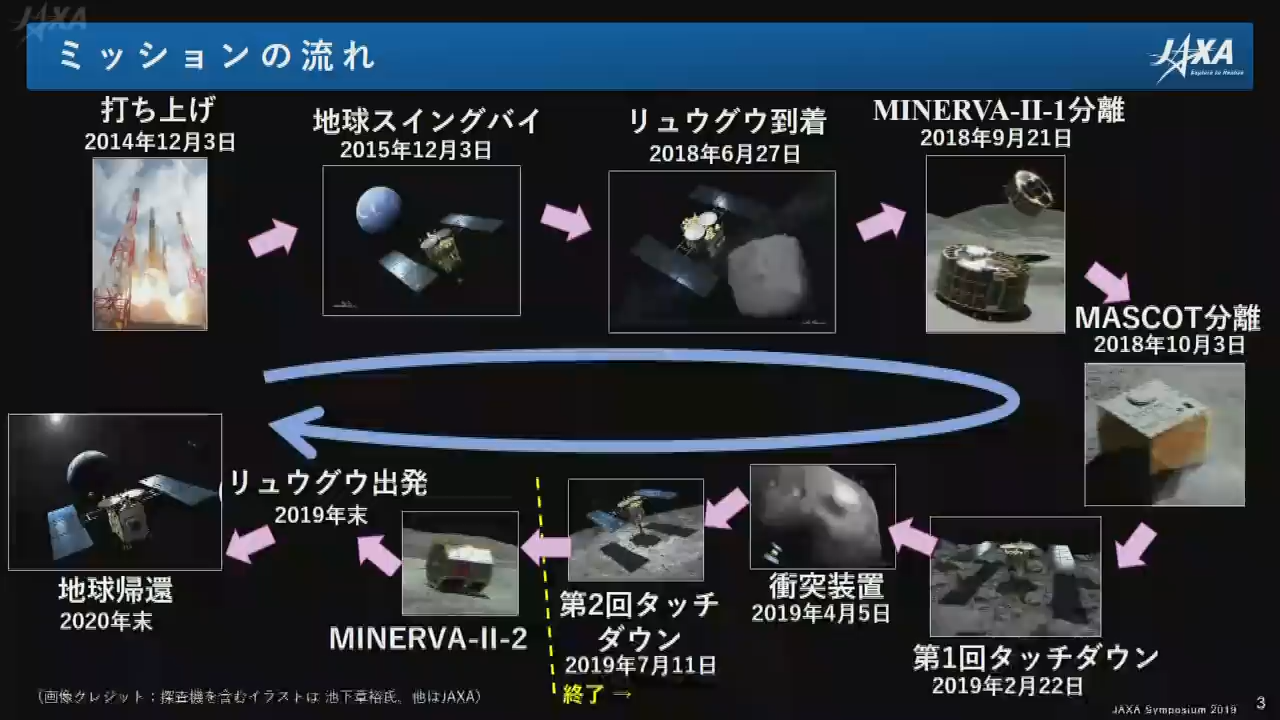 JAXA
ミッションの流れ
JAXA
Explore to Realize
打ち上げ
2014年12月3日
地球スイングバイ
2015年12月3日
リュウグウ到着
2018年6月27日
MINERVA-II-1分離
2018年9月21日
MASCOT分離
2018年10月3日
第1回タッチダウン
2019年2月22日
衝突装置
2019年4月5日
第2回タッチ
ダウン
2019年7月11日
終了 →
MINERVA-II-2
リュウグウ出発
2019年末
地球帰還
2020年末
（画像クレジット：探査機を含むイラストは 池下章裕氏、他はJAXA）
JAXA Symposium 2019
3